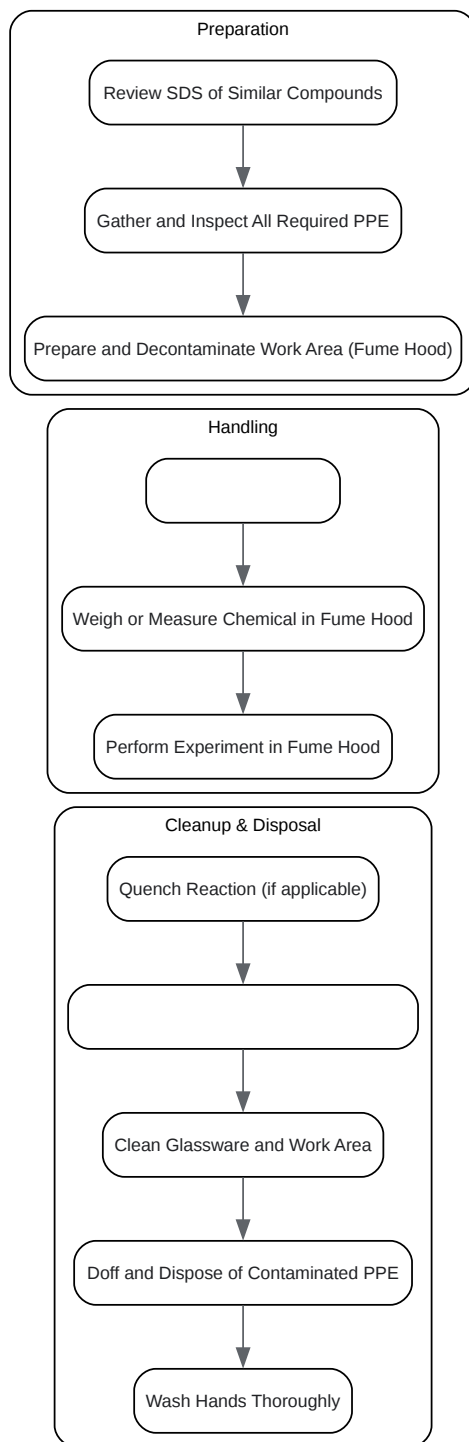 Preparation
Review SDS of Similar Compounds
Gather and Inspect All Required PPE
Prepare and Decontaminate Work Area (Fume Hood)
Handling
Weigh or Measure Chemical in Fume Hood
Perform Experiment in Fume Hood
Cleanup & Disposal
Quench Reaction (if applicable)
Clean Glassware and Work Area
Doff and Dispose of Contaminated PPE
Wash Hands Thoroughly